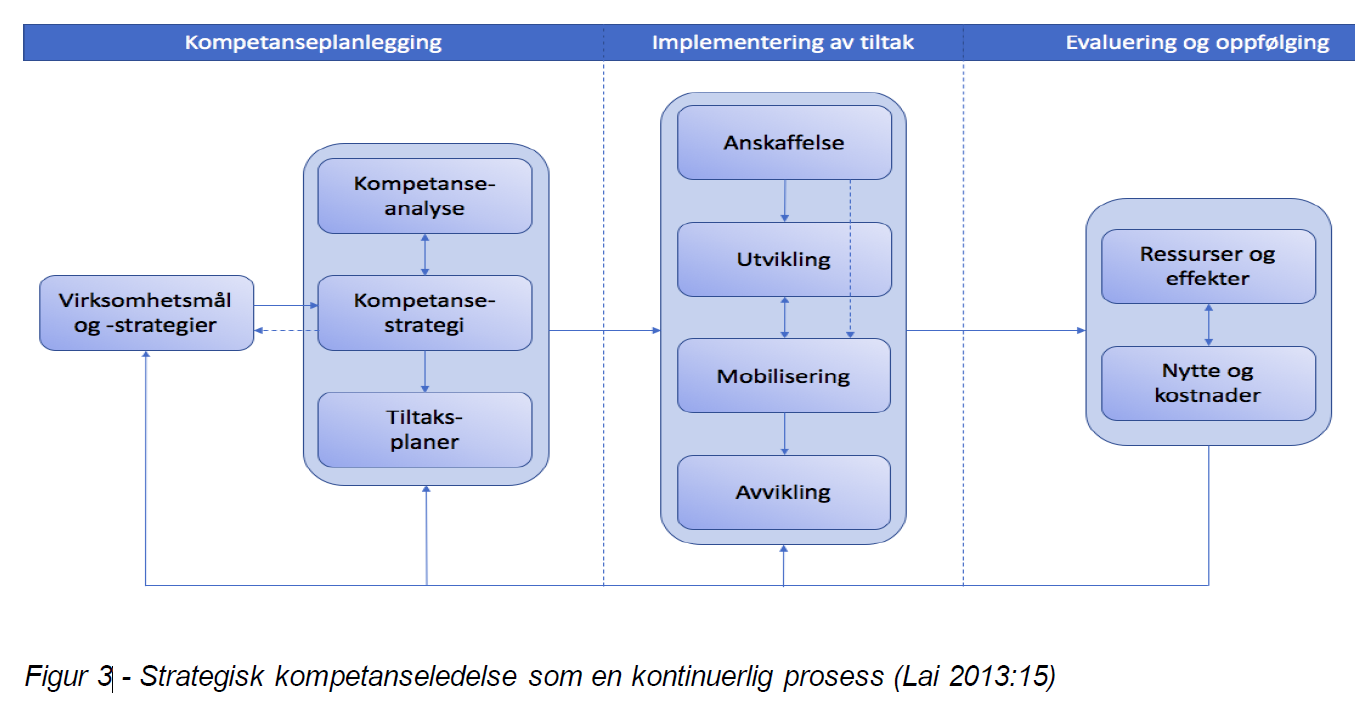 Kompetanseplanlegging
Implementering av tiltak
Evaluering og oppfølging
Virksomhetsmål
og -strategier
Kompetanse-
analyse
Kompetanse-
strategi
Tiltaks-
planer
Anskaffelse
Utvikling
Mobilisering
Avvikling
Ressurser og
effekter
Nytte og
kostnader
Figur 3 - Strategisk kompetanseledelse som en kontinuerlig prosess (Lai 2013:15)